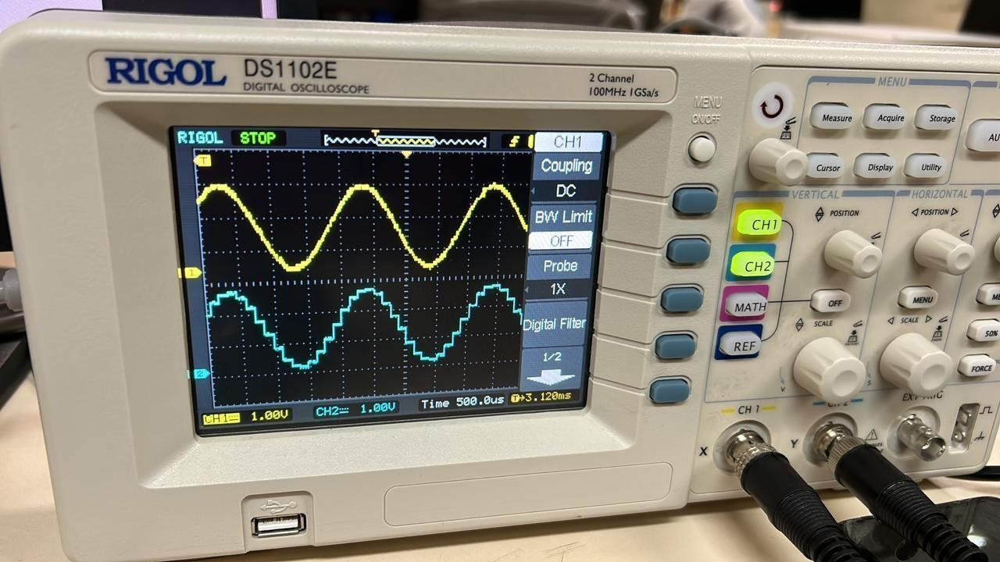 RIGOL DS1102E
DIGITAL OSCILLOSCOPE
2 Channel
100MHz 1GSa/s
MENU
ON/OFF
RIGOL STOP
T
CH1
Coupling
DC
BW Limit
OFF
Probe
1X
Digital Filter
1/2
1
2
CH1 1.00V CH2 1.00V Time 500.0us T→3.120ms
MENU
Measure Acquire Storage
Cursor Display Utility
AU
VERTICAL HORIZONTAL
POSITION POSITION
CH1
CH2
MATH
REF
OFF
MENU
SCALE SCALE
50%
FORCE
CH 1
X
Y